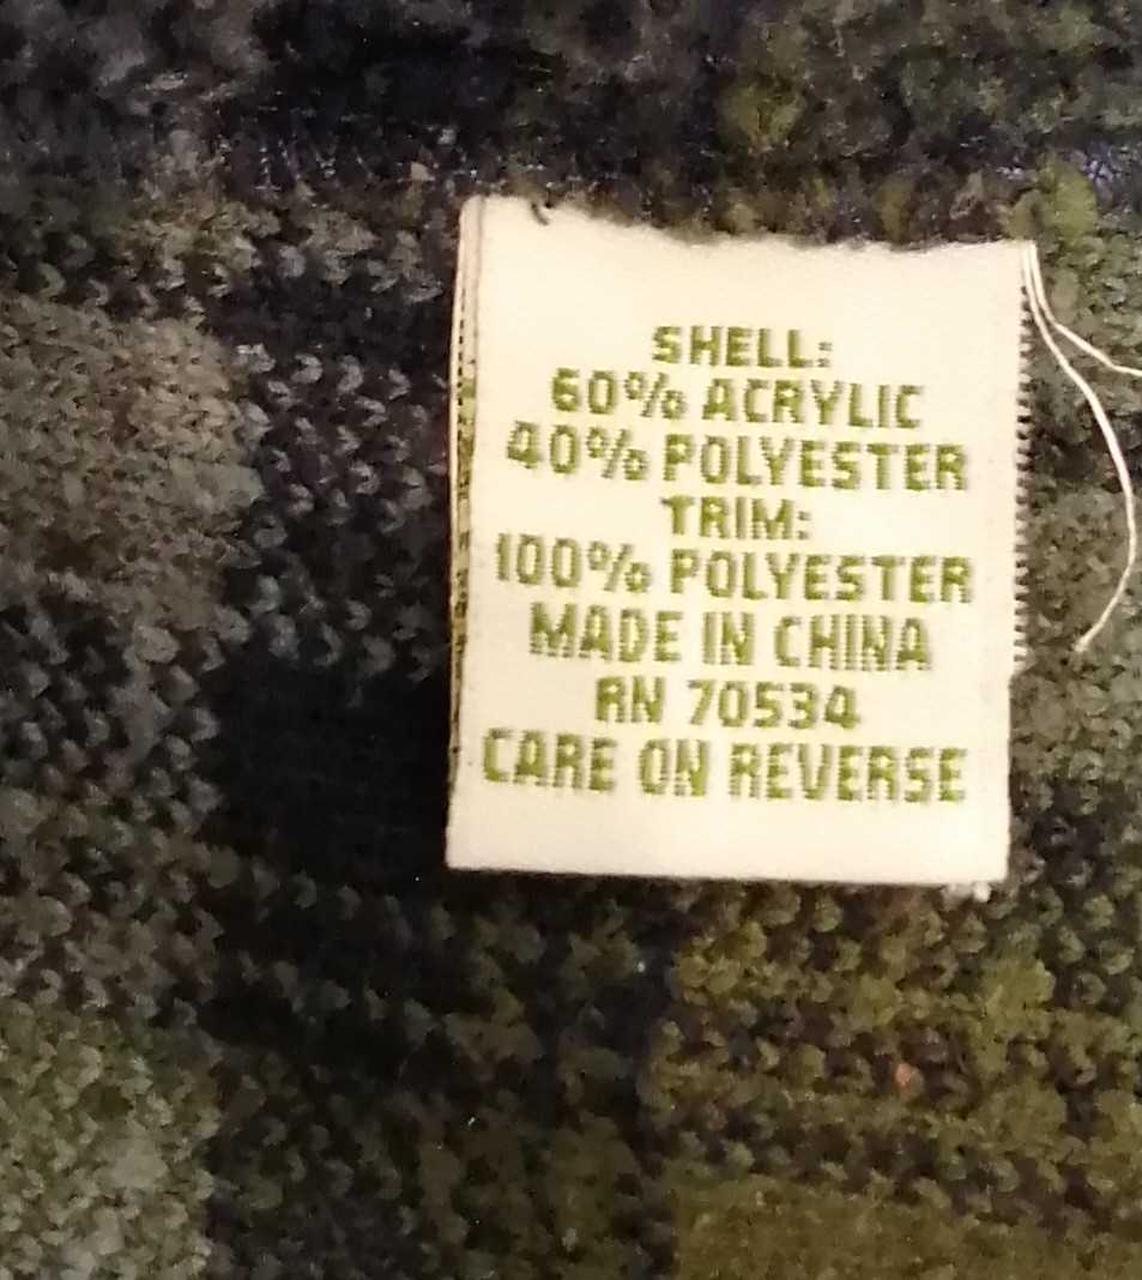 SHELL:
60% ACRYLIC
40% POLYESTER
TRIM:
100% POLYESTER
MADE IN CHINA
RN 70534
CARE ON REVERSE